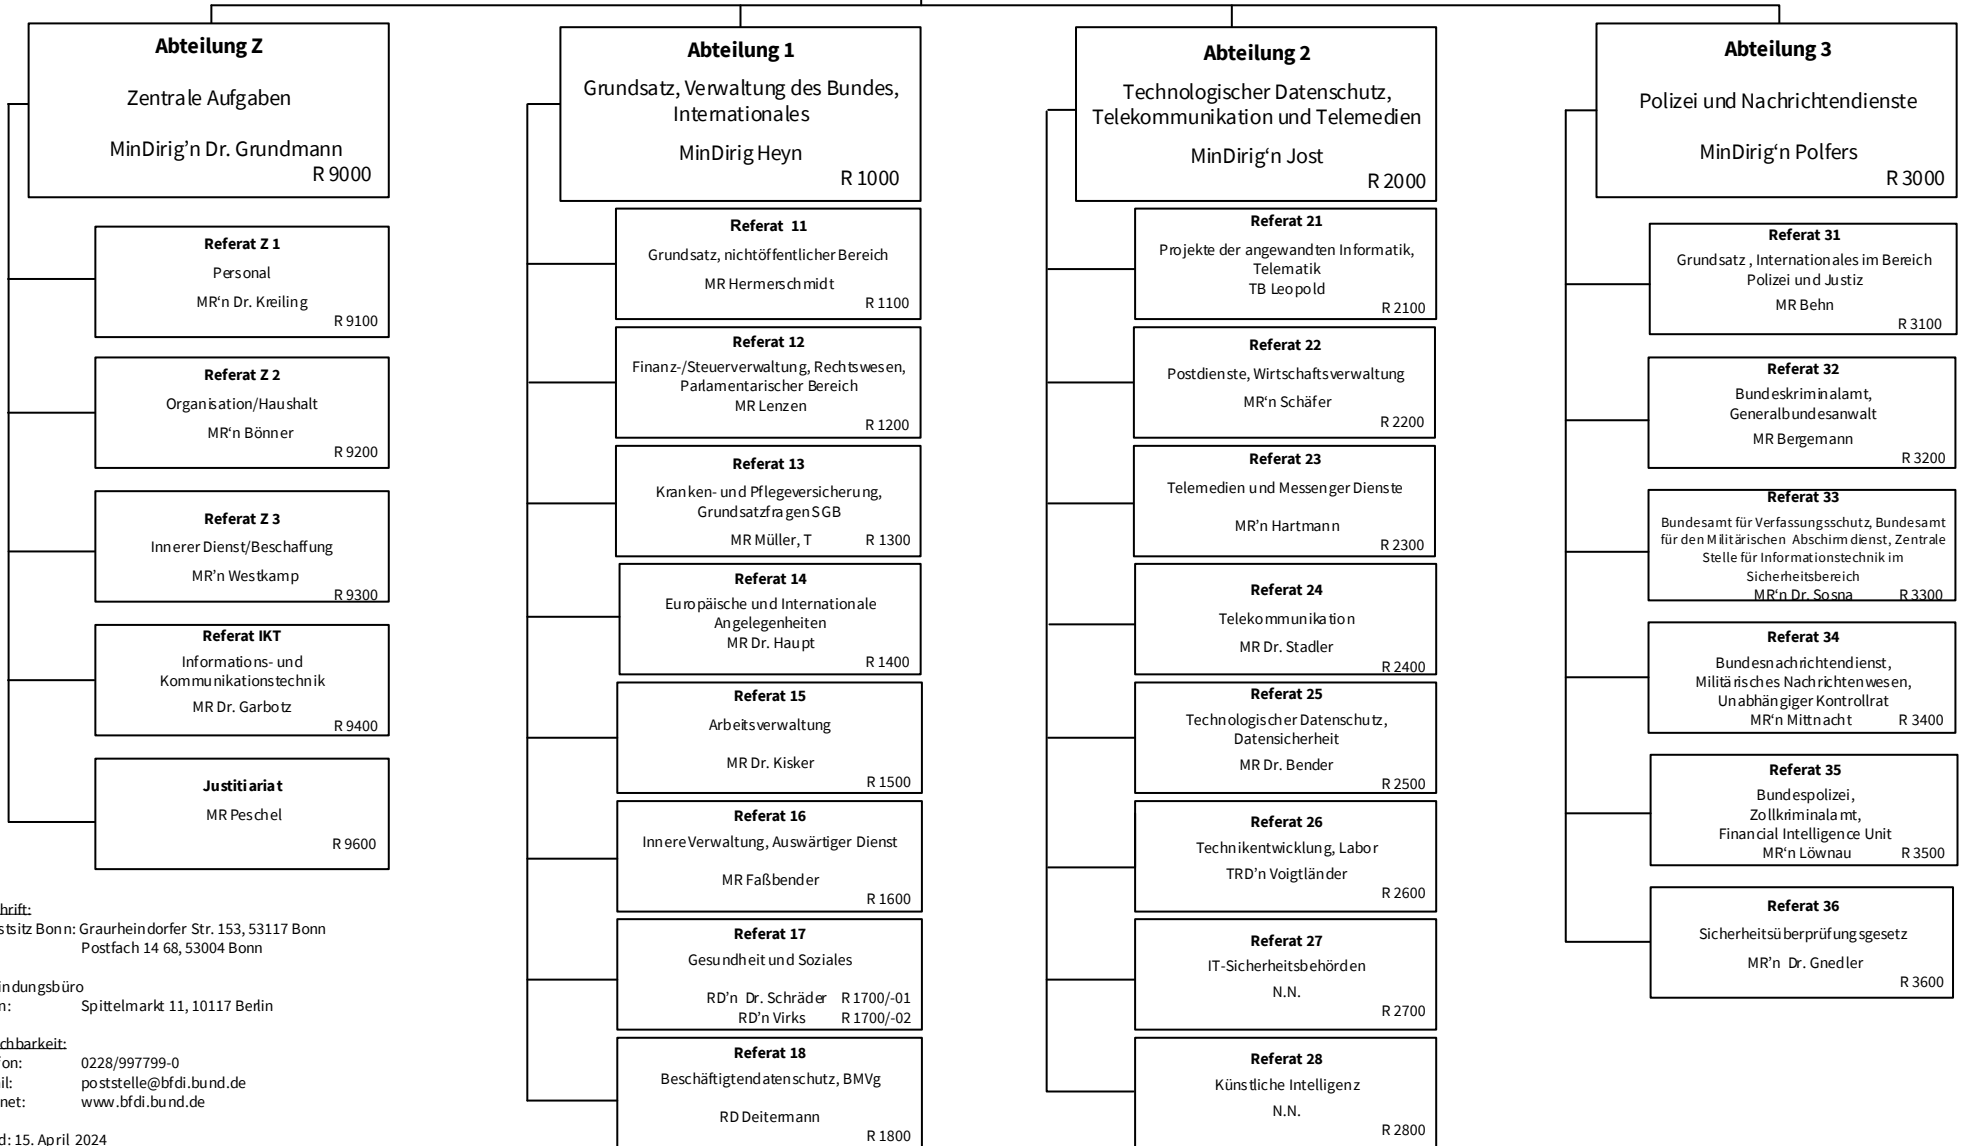 Abteilung Z
Zentrale Aufgaben
MinDirig’n Dr. Grundmann
R 9000
Referat Z 1
Personal
MR‘n Dr. Kreiling
R 9100
Referat Z 2
Organisation/Haushalt
MR‘n Bönner
R 9200
Referat Z 3
Innerer Dienst/Beschaffung
MR’n Westkamp
R 9300
Referat IKT
Informations- und
Kommunikationstechnik
MR Dr. Garbotz
R 9400
Justitiariat
MR Peschel
R 9600
Abteilung 1
Grundsatz, Verwaltung des Bundes,
Internationales
MinDirig Heyn
R 1000
Referat 11
Grundsatz, nichtöffentlicher Bereich
MR Hermerschmidt
R 1100
Referat 12
Finanz-/Steuerverwaltung, Rechtswesen,
Parlamentarischer Bereich
MR Lenzen
R 1200
Referat 13
Kranken- und Pflegeversicherung,
Grundsatzfragen SGB
MR Müller, T R 1300
Referat 14
Europäische und Internationale
Angelegenheiten
MR Dr. Haupt
R 1400
Referat 15
Arbeitsverwaltung
MR Dr. Kisker
R 1500
Referat 16
Innere Verwaltung, Auswärtiger Dienst
MR Faßbender
R 1600
Referat 17
Gesundheit und Soziales
RD’n Dr. Schräder R 1700/-01
RD’n Virks R 1700/-02
Referat 18
Beschäftigtendatenschutz, BMVg
RD Deitermann
R 1800
Abteilung 2
Technologischer Datenschutz,
Telekommunikation und Telemedien
MinDirig‘n Jost
R 2000
Referat 21
Projekte der angewandten Informatik,
Telematik
TB Leopold
R 2100
Referat 22
Postdienste, Wirtschaftsverwaltung
MR‘n Schäfer
R 2200
Referat 23
Telemedien und Messenger Dienste
MR’n Hartmann
R 2300
Referat 24
Telekommunikation
MR Dr. Stadler
R 2400
Referat 25
Technologischer Datenschutz,
Datensicherheit
MR Dr. Bender
R 2500
Referat 26
Technikentwicklung, Labor
TRD’n Voigtländer
R 2600
Referat 27
IT-Sicherheitsbehörden
N.N.
R 2700
Referat 28
Künstliche Intelligenz
N.N.
R 2800
Abteilung 3
Polizei und Nachrichtendienste
MinDirig‘n Polfers
R 3000
Referat 31
Grundsatz , Internationales im Bereich
Polizei und Justiz
MR Behn
R 3100
Referat 32
Bundeskriminalamt,
Generalbundesanwalt
MR Bergemann
R 3200
Referat 33
Bundesamt für Verfassungsschutz, Bundesamt
für den Militärischen Abschirmdienst, Zentrale
Stelle für Informationstechnik im
Sicherheitsbereich
MR‘n Dr. Sosna R 3300
Referat 34
Bundesnachrichtendienst,
Militärisches Nachrichtenwesen,
Unabhängiger Kontrollrat
MR‘n Mittnacht R 3400
Referat 35
Bundespolizei,
Zollkriminalamt,
Financial Intelligence Unit
MR‘n Löwnau R 3500
Referat 36
Sicherheitsüberprüfungsgesetz
MR’n Dr. Gnedler
R 3600
hrift:
stsitz Bonn: Graurheindorfer Str. 153, 53117 Bonn
Postfach 14 68, 53004 Bonn
indungsbüro
n: Spittelmarkt 11, 10117 Berlin
chbarkeit:
fon: 0228/997799-0
il: poststelle@bfdi.bund.de
net: www.bfdi.bund.de
d: 15. April 2024